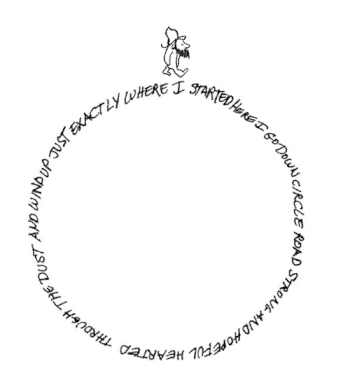 HERE I GO DOWN CIRCLE ROAD STRONG AND HOPEFUL HEARTED THROUGH THE DUST AND WIND UP JUST EXACTLY WHERE I STARTED